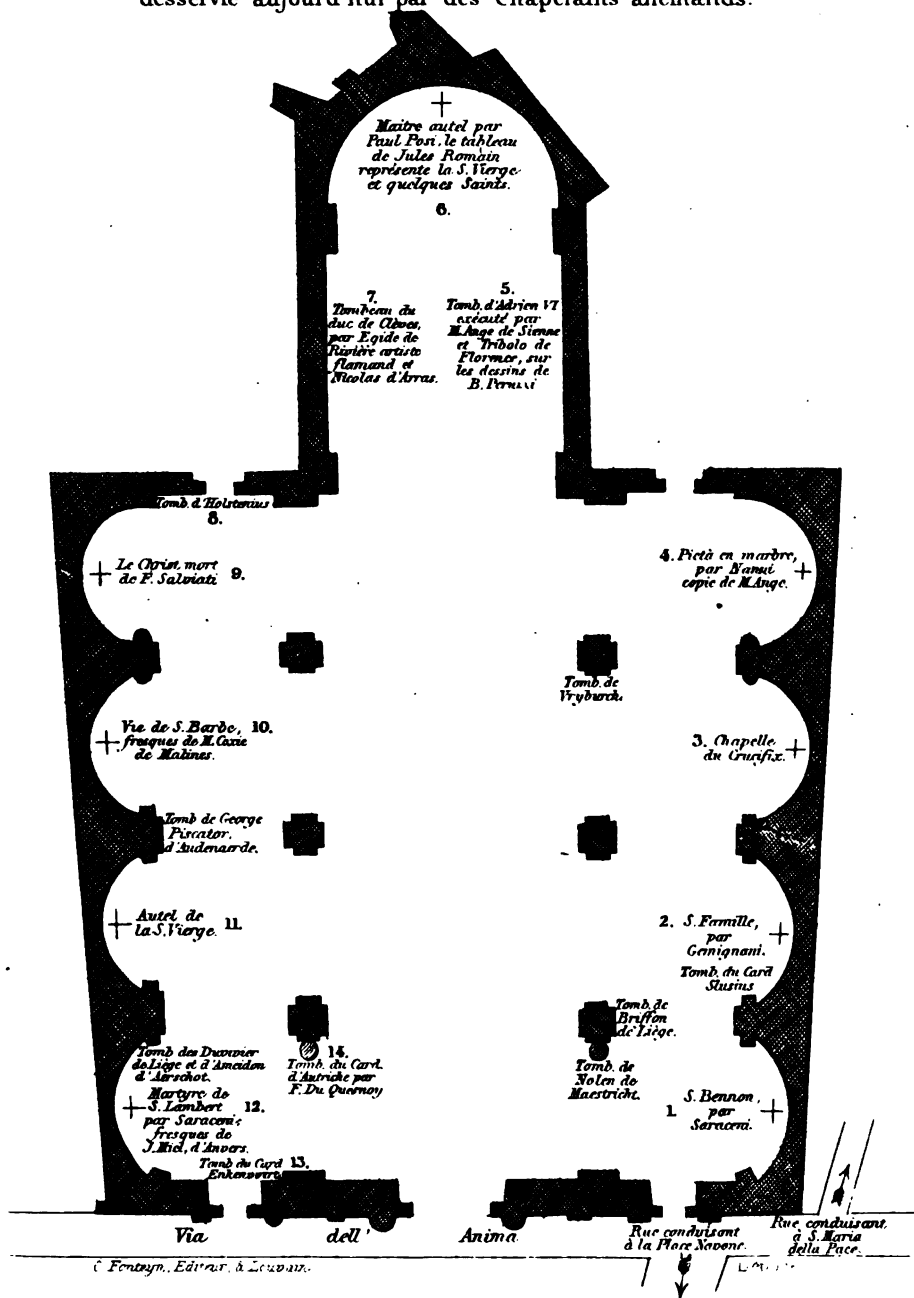 desservie aujourd'hui par des Chapelains allemands.
Maître autel par
Paul Posi, le tableau
de Jules Romain
représente la S. Vierge
et quelques Saints.
6.
7.
Tombeau du
duc de Clèves,
par Egide de
Rivière artiste
flamand et
Nicolas d'Arras.
5.
Tomb. d'Adrien VI
exécuté par
M. Ange de Sienne
et Tribolo de
Florence, sur
les dessins de
B. Peruzzi
Tomb. d'Holstenius
8.
Le Christ mort
de F. Salviati 9.
4. Pietà en marbre,
par Nanni
copie de M. Ange.
Tomb. de
Vryburch.
Vie de S. Barbe, 10.
fresques de M. Coxie
de Malines.
3. Chapelle
du Crucifix.
Tomb de George
Piscator,
d'Audenaerde.
Autel de
la S. Vierge. 11.
2. S. Famille,
par
Gemignani.
Tomb. du Card
Slusius
Tomb. de
Briffon
de Liège.
Tomb. de
Nolen de
Maestricht.
14.
Tomb. du Card.
d'Autriche par
F. Du Quesnoy
Tomb des
de Liège et d'Ameidon
d'Aerschot.
Martyre de
S. Lambert 12.
par Saraceni,
fresques de
J. Miel, d'Anvers.
Tomb du Card 13.
Enkenvoirt
1. S. Bennon,
par
Saraceni.
Via dell' Anima
Rue conduisant
à la Place Navone.
Rue conduisant
à S. Maria
della Pace.
C. Fonteyn, Editeur, à Louvain.